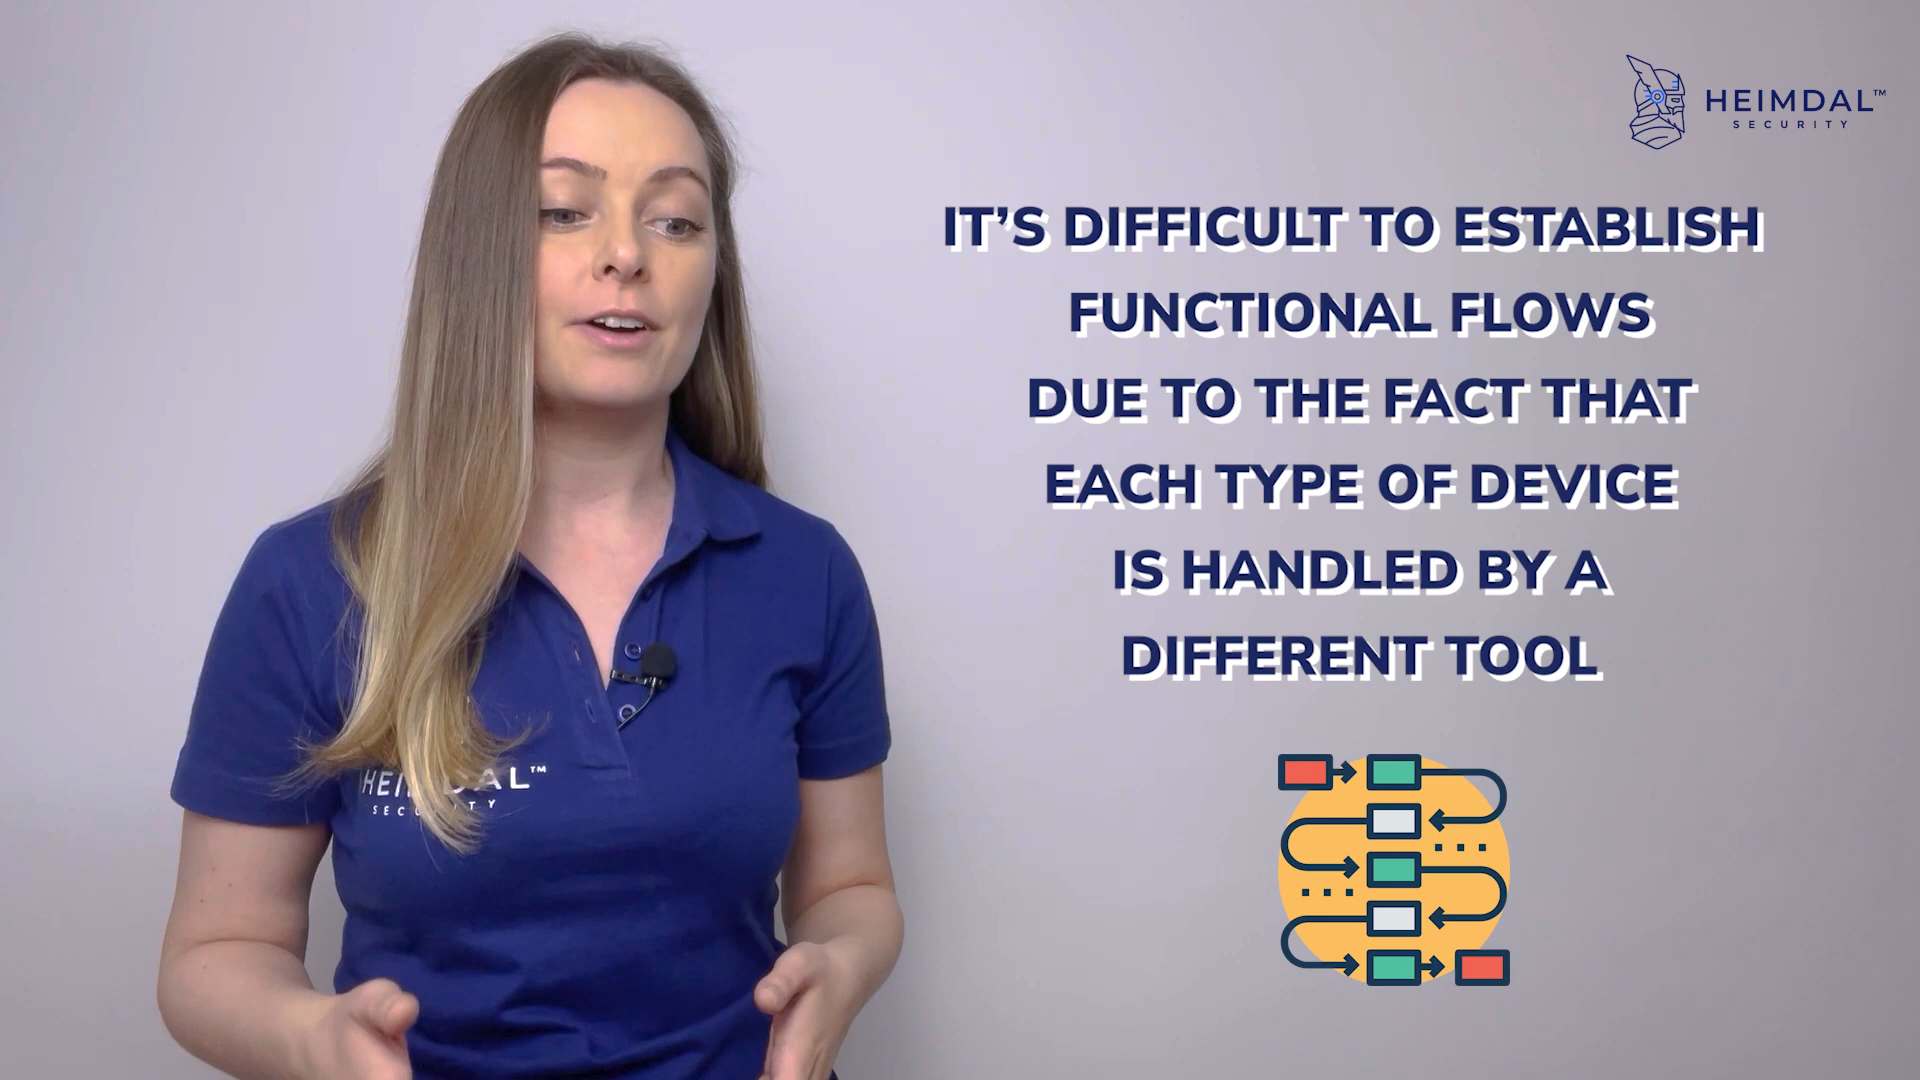 HEIMDAL™
SECURITY
IT'S DIFFICULT TO ESTABLISH
FUNCTIONAL FLOWS
DUE TO THE FACT THAT
EACH TYPE OF DEVICE
IS HANDLED BY A
DIFFERENT TOOL